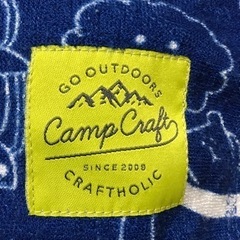 GO OUTDOORS
Camp Craft
SINCE 2008
CRAFTHOLIC